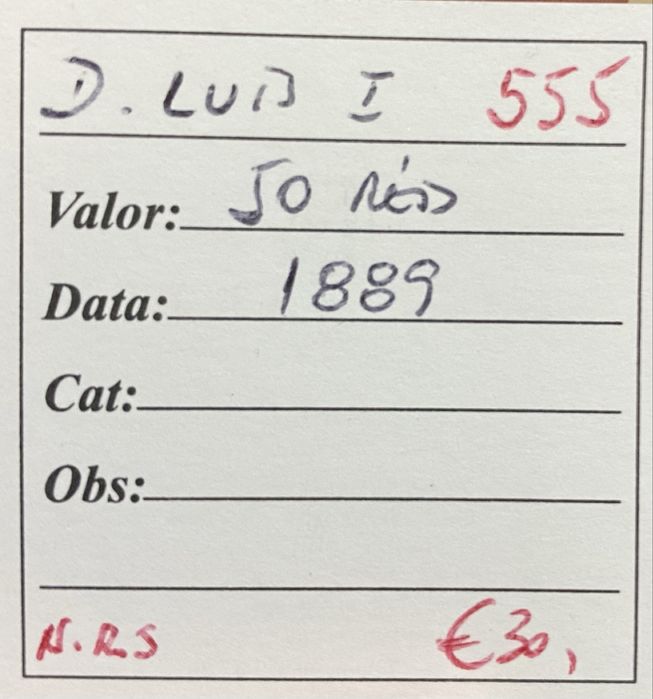 D. LUIS I 555
Valor: 50 Réis
Data: 1889
Cat:
Obs:
N.R.S €30,